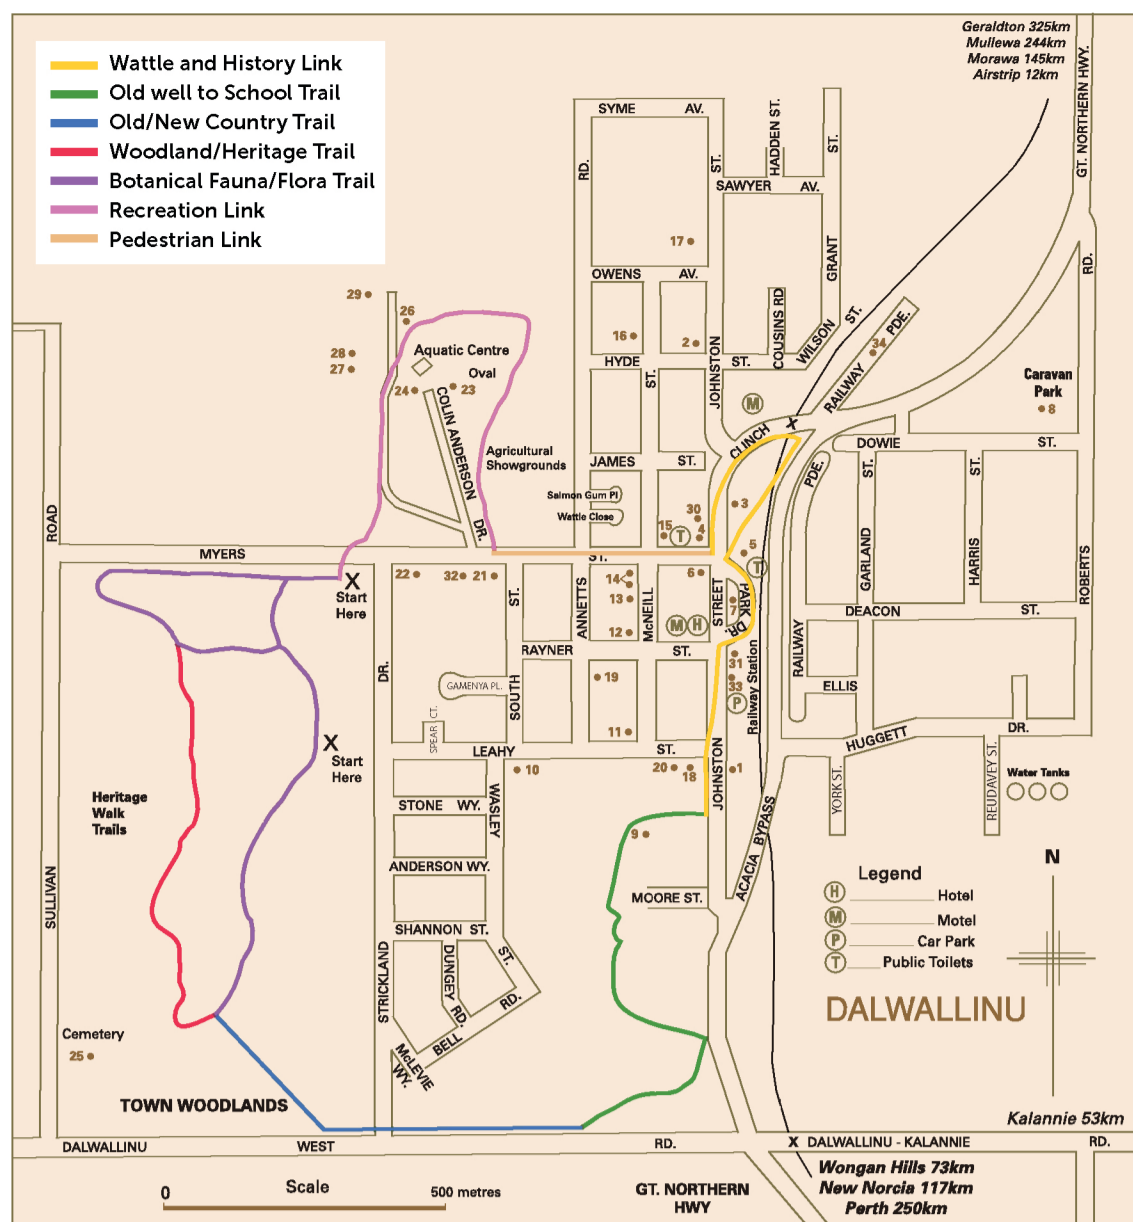 Geraldton 325km
Mullewa 244km
Morawa 145km
Airstrip 12km
Wattle and History Link
Old well to School Trail
Old/New Country Trail
Woodland/Heritage Trail
Botanical Fauna/Flora Trail
Recreation Link
Pedestrian Link
GT. NORTHERN HWY.
SYME AV.
HADDEN ST.
ST.
RD.
ST.
SAWYER AV.
17
GRANT
RD.
OWENS AV.
29
26
COUSINS RD
WILSON ST.
RAILWAY PDE.
34
16
2
28
27
Aquatic Centre
Oval
24
23
HYDE ST.
JOHNSTON
ST.
Caravan
Park
8
M
COLIN ANDERSON DR.
CLINCH
X
DOWIE ST.
Agricultural
Showgrounds
JAMES ST.
PDE.
ST.
ST.
Salmon Gum Pl
Wattle Close
30
3
15
T
4
5
T
ROAD
MYERS ST.
GARLAND
HARRIS
ROBERTS
X
Start
Here
22
32
21
14
13
12
6
STREET
PARK DR.
7
ST.
ANNETTS
McNEILL
M
H
DEACON ST.
RAYNER ST.
31
33
P
Railway Station
RAILWAY
DR.
GAMENYA PL.
SOUTH
19
ELLIS
SPEAR CT.
11
X
Start
Here
LEAHY ST.
HUGGETT DR.
10
20
18
1
JOHNSTON
YORK ST.
REUDAVEY ST.
Water Tanks
Heritage
Walk
Trails
STONE WY.
WASLEY ST.
9
ACACIA BYPASS
ANDERSON WY.
MOORE ST.
SHANNON ST.
SULLIVAN
STRICKLAND
DUNGEY RD.
BELL RD.
McLEVIE WY.
N
Legend
H Hotel
M Motel
P Car Park
T Public Toilets
DALWALLINU
Cemetery
25
TOWN WOODLANDS
Kalannie 53km
DALWALLINU WEST RD.
X DALWALLINU - KALANNIE RD.
Wongan Hills 73km
New Norcia 117km
Perth 250km
0 Scale 500 metres
GT. NORTHERN
HWY